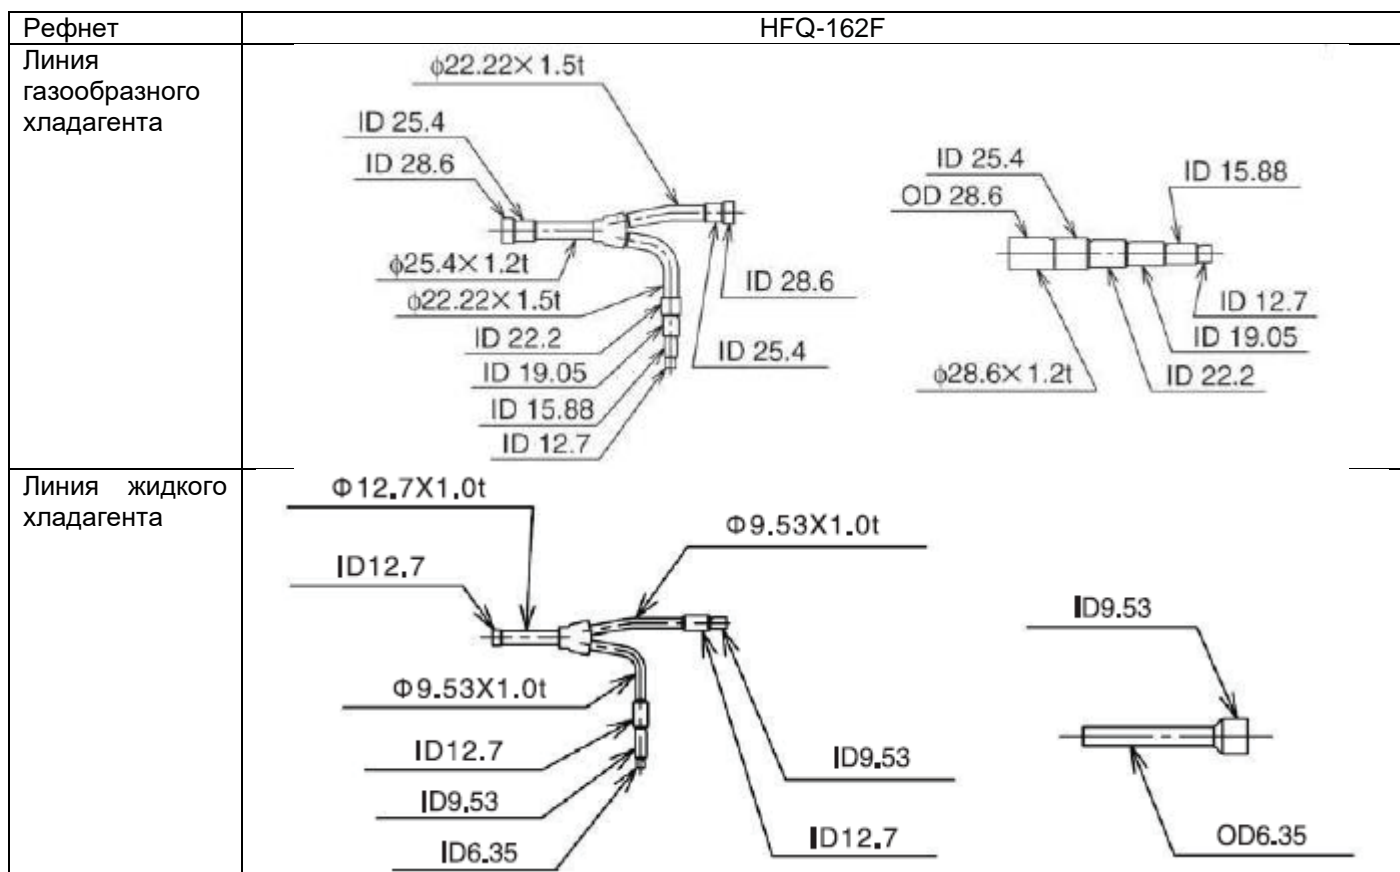 Рефнет
HFQ-162F
Линия
газообразного
хладагента
ϕ22.22×1.5t
ID 25.4
ID 28.6
ϕ25.4×1.2t
ϕ22.22×1.5t
ID 22.2
ID 19.05
ID 15.88
ID 12.7
ID 28.6
ID 25.4
ID 25.4
OD 28.6
ID 15.88
ID 12.7
ID 19.05
ϕ28.6×1.2t
ID 22.2
Линия жидкого
хладагента
Φ12.7X1.0t
ID12.7
Φ9.53X1.0t
Φ9.53X1.0t
ID12.7
ID9.53
ID6.35
ID9.53
ID12.7
ID9.53
OD6.35